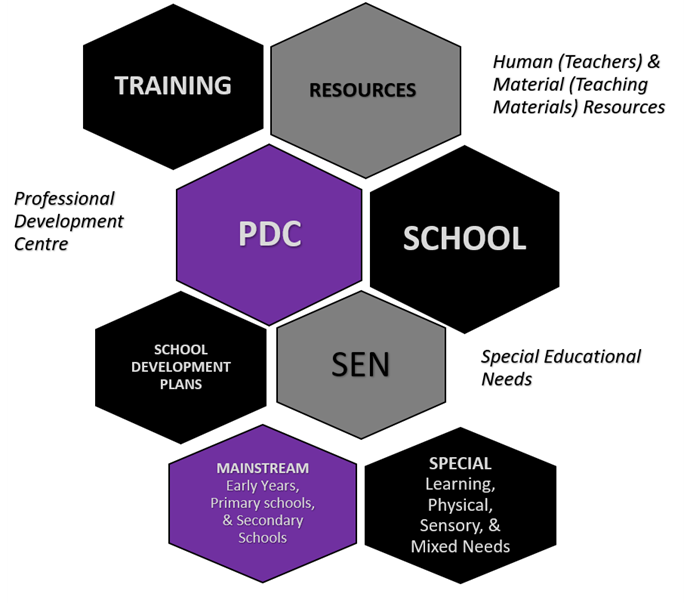 TRAINING
RESOURCES
Human (Teachers) &
Material (Teaching
Materials) Resources
Professional
Development
Centre
PDC
SCHOOL
SCHOOL
DEVELOPMENT
PLANS
SEN
Special Educational
Needs
MAINSTREAM
Early Years,
Primary schools,
& Secondary
Schools
SPECIAL
Learning,
Physical,
Sensory, &
Mixed Needs